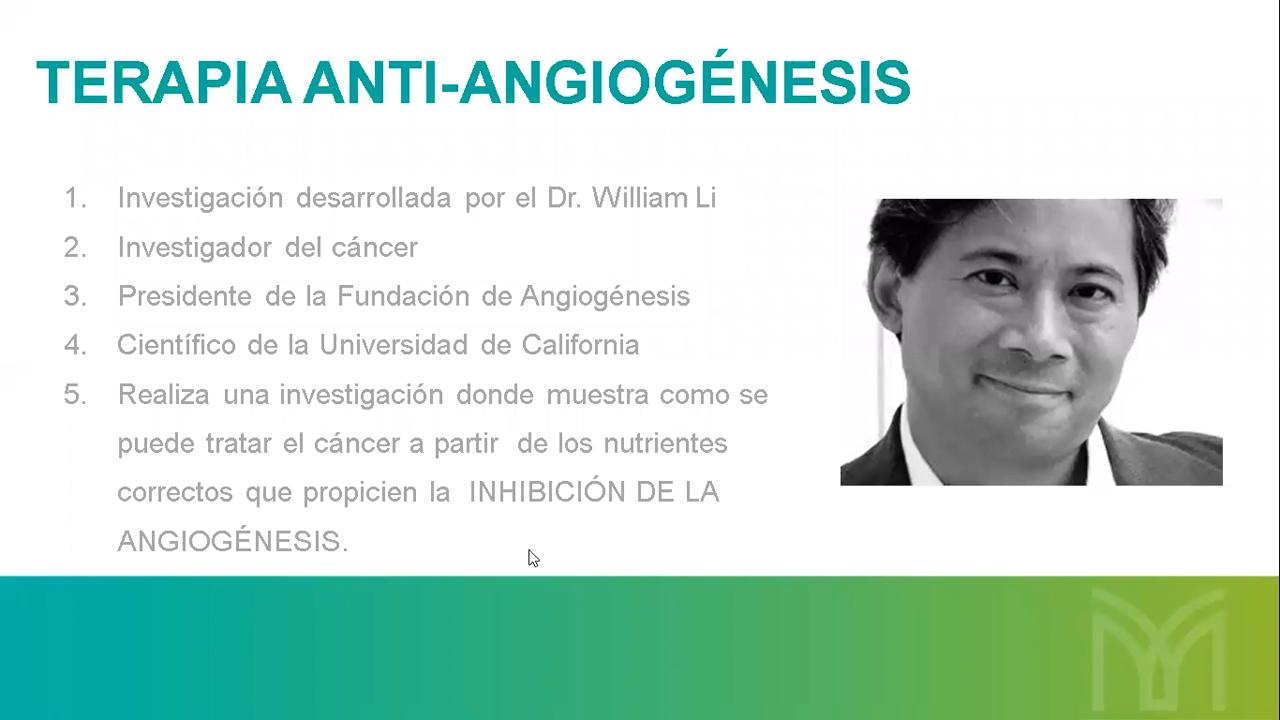 TERAPIA ANTI-ANGIOGÉNESIS
1. Investigación desarrollada por el Dr. William Li
2. Investigador del cáncer
3. Presidente de la Fundación de Angiogénesis
4. Científico de la Universidad de California
5. Realiza una investigación donde muestra como se
puede tratar el cáncer a partir de los nutrientes
correctos que propicien la INHIBICIÓN DE LA
ANGIOGÉNESIS.